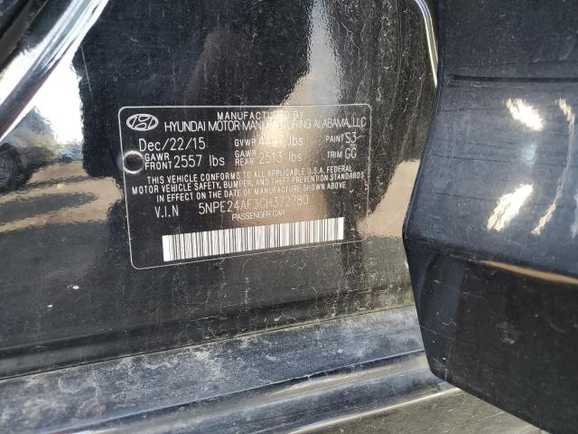 MANUFACTURED BY
HYUNDAI MOTOR MANUFACTURING ALABAMA, LLC
Dec/22/15 GVWR lbs PAINT S3
GAWR FRONT 2557 lbs GAWR REAR 2513 lbs TRIM GG
THIS VEHICLE CONFORMS TO ALL APPLICABLE U.S.A. FEDERAL
MOTOR VEHICLE SAFETY, BUMPER, AND THEFT PREVENTION STANDARDS
IN EFFECT ON THE DATE OF MANUFACTURE SHOWN ABOVE.
V.I.N
PASSENGER CAR